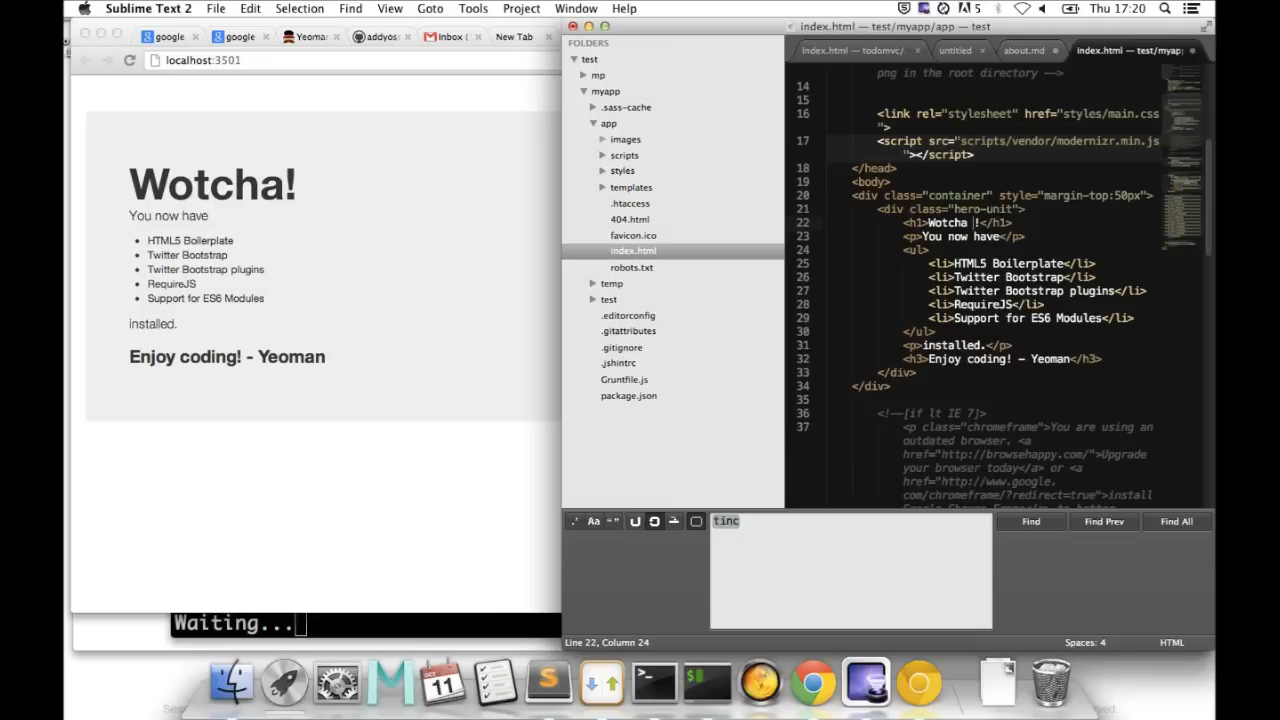 Sublime Text 2 File Edit Selection Find View Goto Tools Project Window Help 5 Thu 17:20
google google Yeoma addyos Inbox ( New Tab
localhost:3501
Wotcha!
You now have
HTML5 Boilerplate
Twitter Bootstrap
Twitter Bootstrap plugins
RequireJS
Support for ES6 Modules
installed.
Enjoy coding! - Yeoman
Waiting...
index.html — test/myapp/app — test
FOLDERS
test
mp
myapp
.sass-cache
app
images
scripts
styles
templates
.htaccess
404.html
favicon.ico
index.html
robots.txt
temp
test
.editorconfig
.gitattributes
.gitignore
.jshintrc
Gruntfile.js
package.json
index.html — todomvc/ untitled about.md index.html — test/myapp
png in the root directory -->
14
15
16 <link rel="stylesheet" href="styles/main.css
">
17 <script src="scripts/vendor/modernizr.min.js
"></script>
18 </head>
19 <body>
20 <div class="container" style="margin-top:50px">
21 <div class="hero-unit">
22 <h1>Wotcha !</h1>
23 <p>You now have</p>
24 <ul>
25 <li>HTML5 Boilerplate</li>
26 <li>Twitter Bootstrap</li>
27 <li>Twitter Bootstrap plugins</li>
28 <li>RequireJS</li>
29 <li>Support for ES6 Modules</li>
30 </ul>
31 <p>installed.</p>
32 <h3>Enjoy coding! - Yeoman</h3>
33 </div>
34 </div>
35
36 <!--[if lt IE 7]>
37 <p class="chromeframe">You are using an
outdated browser. <a
href="http://browsehappy.com/">Upgrade
your browser today</a> or <a
href="http://www.google.
com/chromeframe/?redirect=true">install
.* Aa “ ” tinc Find Find Prev Find All
Line 22, Column 24 Spaces: 4 HTML
OCT
11